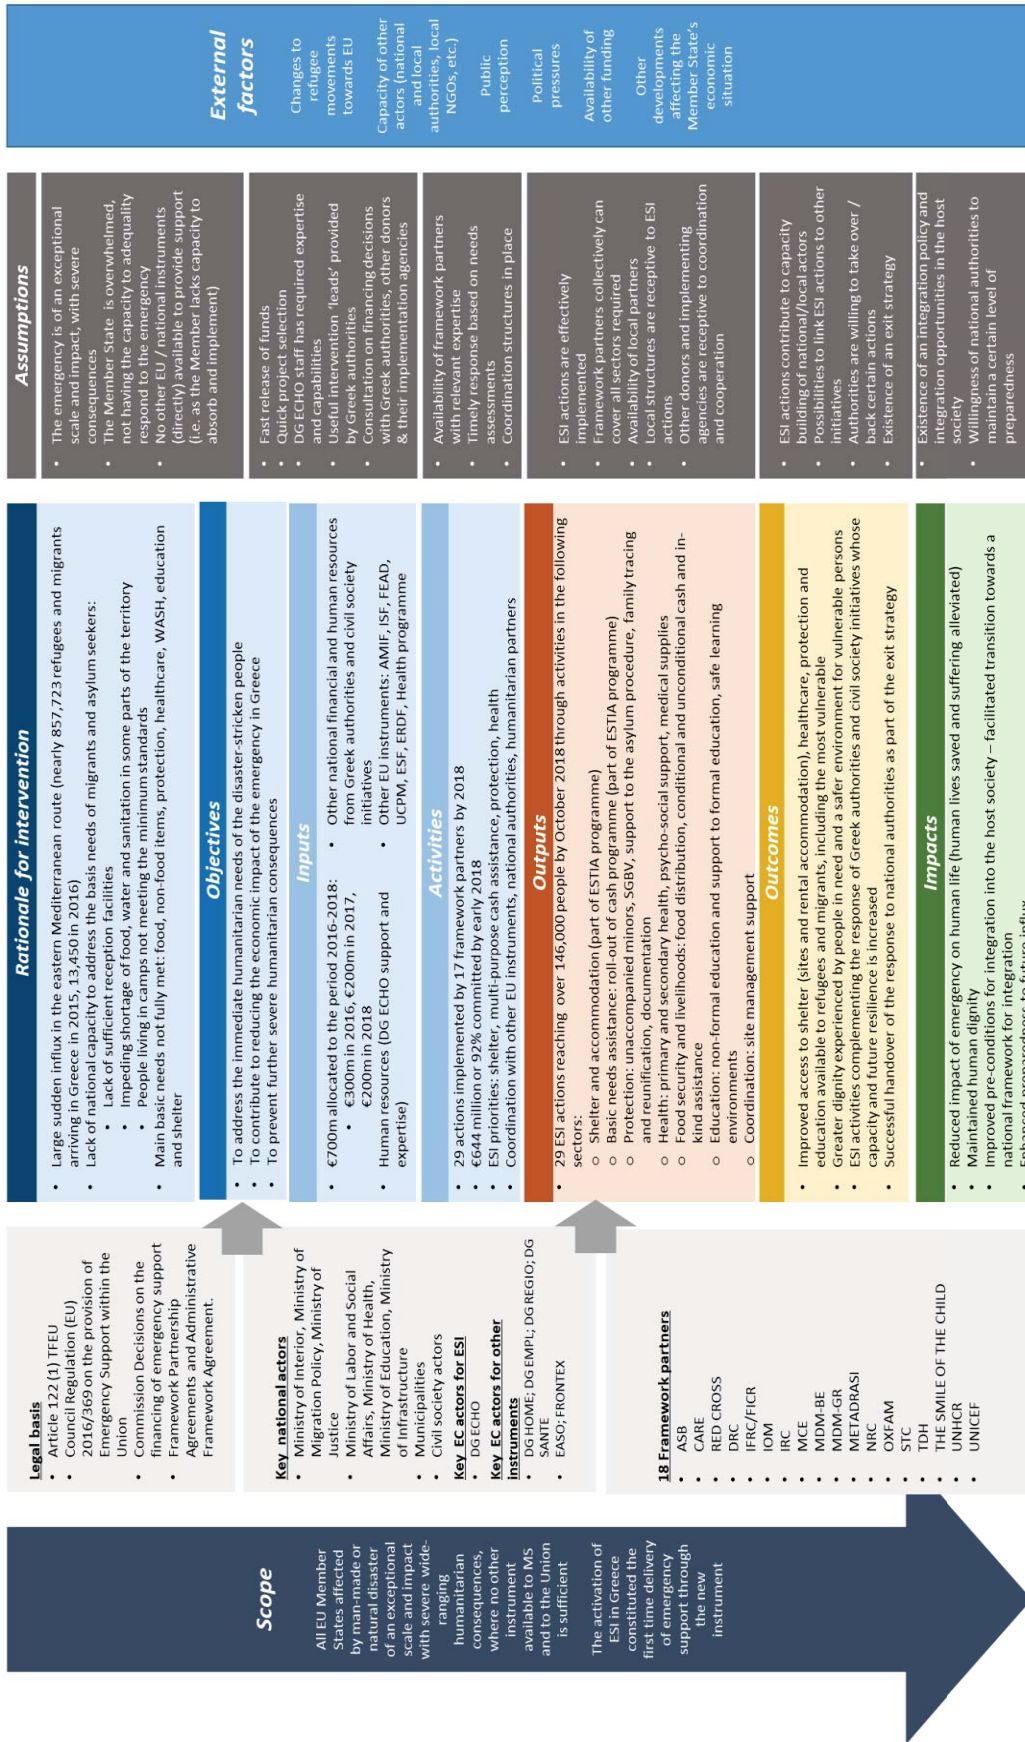 Scope
All EU Member
States affected
by man-made or
natural disaster
of an exceptional
scale and impact
with severe wide-
ranging
humanitarian
consequences,
where no other
instrument
available to MS
and to the Union
is sufficient
The activation of
ESI in Greece
constituted the
first time delivery
of emergency
support through
the new
instrument
Legal basis
• Article 122 (1) TFEU
• Council Regulation (EU)
2016/369 on the provision of
Emergency Support within the
Union
• Commission Decisions on the
financing of emergency support
• Framework Partnership
Agreements and Administrative
Framework Agreement.
Key national actors
• Ministry of Interior, Ministry of
Migration Policy, Ministry of
Justice
• Ministry of Labor and Social
Affairs, Ministry of Health,
Ministry of Education, Ministry
of Infrastructure
• Municipalities
• Civil society actors
Key EC actors for ESI
• DG ECHO
Key EC actors for other
instruments
• DG HOME; DG EMPL; DG REGIO; DG
SANTE
• EASO; FRONTEX
18 Framework partners
• ASB
• CARE
• RED CROSS
• DRC
• IFRC/FICR
• IOM
• IRC
• MCE
• MDM-BE
• MDM-GR
• METADRASI
• NRC
• OXFAM
• STC
• TDH
• THE SMILE OF THE CHILD
• UNHCR
• UNICEF
Rationale for intervention
• Large sudden influx in the eastern Mediterranean route (nearly 857,723 refugees and migrants
arriving in Greece in 2015, 13,450 in 2016)
• Lack of national capacity to address the basis needs of migrants and asylum seekers:
• Lack of sufficient reception facilities
• Impeding shortage of food, water and sanitation in some parts of the territory
• People living in camps not meeting the minimum standards
• Main basic needs not fully met: food, non-food items, protection, healthcare, WASH, education
and shelter
Objectives
• To address the immediate humanitarian needs of the disaster-stricken people
• To contribute to reducing the economic impact of the emergency in Greece
• To prevent further severe humanitarian consequences
Inputs
• €700m allocated to the period 2016-2018:
• €300m in 2016, €200m in 2017,
€200m in 2018
• Human resources (DG ECHO support and
expertise)
• Other national financial and human resources
from Greek authorities and civil society
initiatives
• Other EU instruments: AMIF, ISF, FEAD,
UCPM, ESF, ERDF, Health programme
Activities
• 29 actions implemented by 17 framework partners by 2018
• €644 million or 92% committed by early 2018
• ESI priorities: shelter, multi-purpose cash assistance, protection, health
• Coordination with other EU instruments, national authorities, humanitarian partners
Outputs
• 29 ESI actions reaching over 146,000 people by October 2018 through activities in the following
sectors:
○ Shelter and accommodation (part of ESTIA programme)
○ Basic needs assistance: roll-out of cash programme (part of ESTIA programme)
○ Protection: unaccompanied minors, SGBV, support to the asylum procedure, family tracing
and reunification, documentation
○ Health: primary and secondary health, psycho-social support, medical supplies
○ Food security and livelihoods: food distribution, conditional and unconditional cash and in-
kind assistance
○ Education: non-formal education and support to formal education, safe learning
environments
○ Coordination: site management support
Outcomes
• Improved access to shelter (sites and rental accommodation), healthcare, protection and
education available to refugees and migrants, including the most vulnerable
• Greater dignity experienced by people in need and a safer environment for vulnerable persons
• ESI activities complementing the response of Greek authorities and civil society initiatives whose
capacity and future resilience is increased
• Successful handover of the response to national authorities as part of the exit strategy
Impacts
• Reduced impact of emergency on human life (human lives saved and suffering alleviated)
• Maintained human dignity
• Improved pre-conditions for integration into the host society – facilitated transition towards a
national framework for integration
• Enhanced preparedness to future influx
Assumptions
• The emergency is of an exceptional
scale and impact, with severe
consequences
• The Member State is overwhelmed,
not having the capacity to adequality
respond to the emergency
• No other EU / national instruments
(directly) available to provide support
(i.e. as the Member lacks capacity to
absorb and implement)
• Fast release of funds
• Quick project selection
• DG ECHO staff has required expertise
and capabilities
• Useful intervention ‘leads’ provided
by Greek authorities
• Consultation on financing decisions
with Greek authorities, other donors
& their implementation agencies
• Availability of framework partners
with relevant expertise
• Timely response based on needs
assessments
• Coordination structures in place
• ESI actions are effectively
implemented
• Framework partners collectively can
cover all sectors required
• Availability of local partners
• Local structures are receptive to ESI
actions
• Other donors and implementing
agencies are receptive to coordination
and cooperation
• ESI actions contribute to capacity
building of national/local actors
• Possibilities to link ESI actions to other
initiatives
• Authorities are willing to take over /
back certain actions
• Existence of an exit strategy
• Existence of an integration policy and
integration opportunities in the host
society
• Willingness of national authorities to
maintain a certain level of
preparedness
External
factors
Changes to
refugee
movements
towards EU
Capacity of other
actors (national
and local
authorities, local
NGOs, etc.)
Public
perception
Political
pressures
Availability of
other funding
Other
developments
affecting the
Member State's
economic
situation